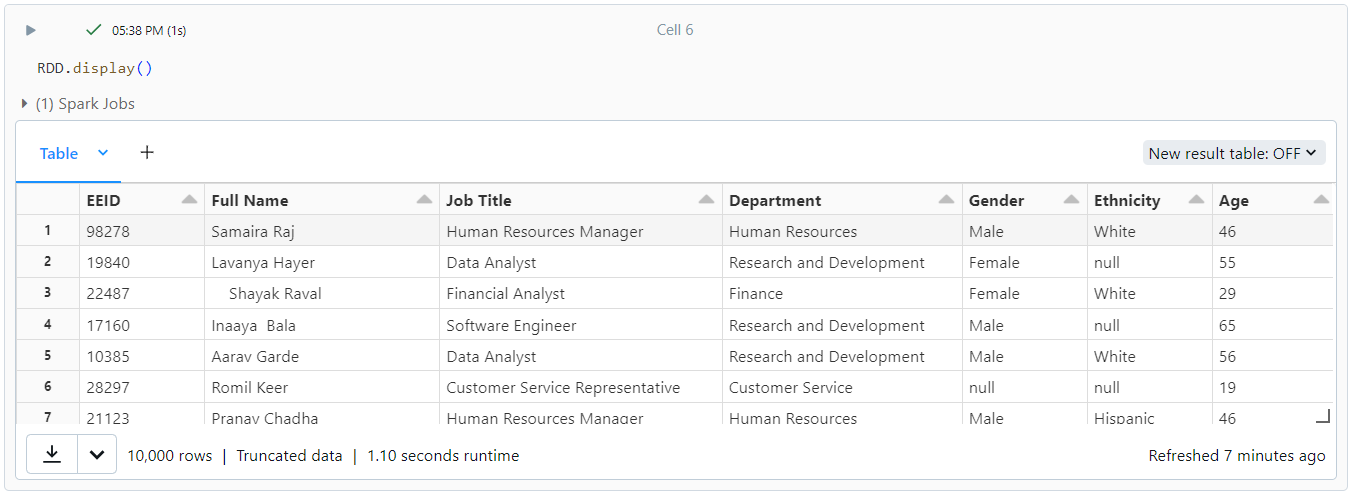 05:38 PM (1s) Cell 6
RDD.display()
(1) Spark Jobs
Table + New result table: OFF
EEID Full Name Job Title Department Gender Ethnicity Age
1 98278 Samaira Raj Human Resources Manager Human Resources Male White 46
2 19840 Lavanya Hayer Data Analyst Research and Development Female null 55
3 22487 Shayak Raval Financial Analyst Finance Female White 29
4 17160 Inaaya  Bala Software Engineer Research and Development Male null 65
5 10385 Aarav Garde Data Analyst Research and Development Male White 56
6 28297 Romil Keer Customer Service Representative Customer Service null null 19
7 21123 Pranav Chadha Human Resources Manager Human Resources Male Hispanic 46
10,000 rows | Truncated data | 1.10 seconds runtime Refreshed 7 minutes ago